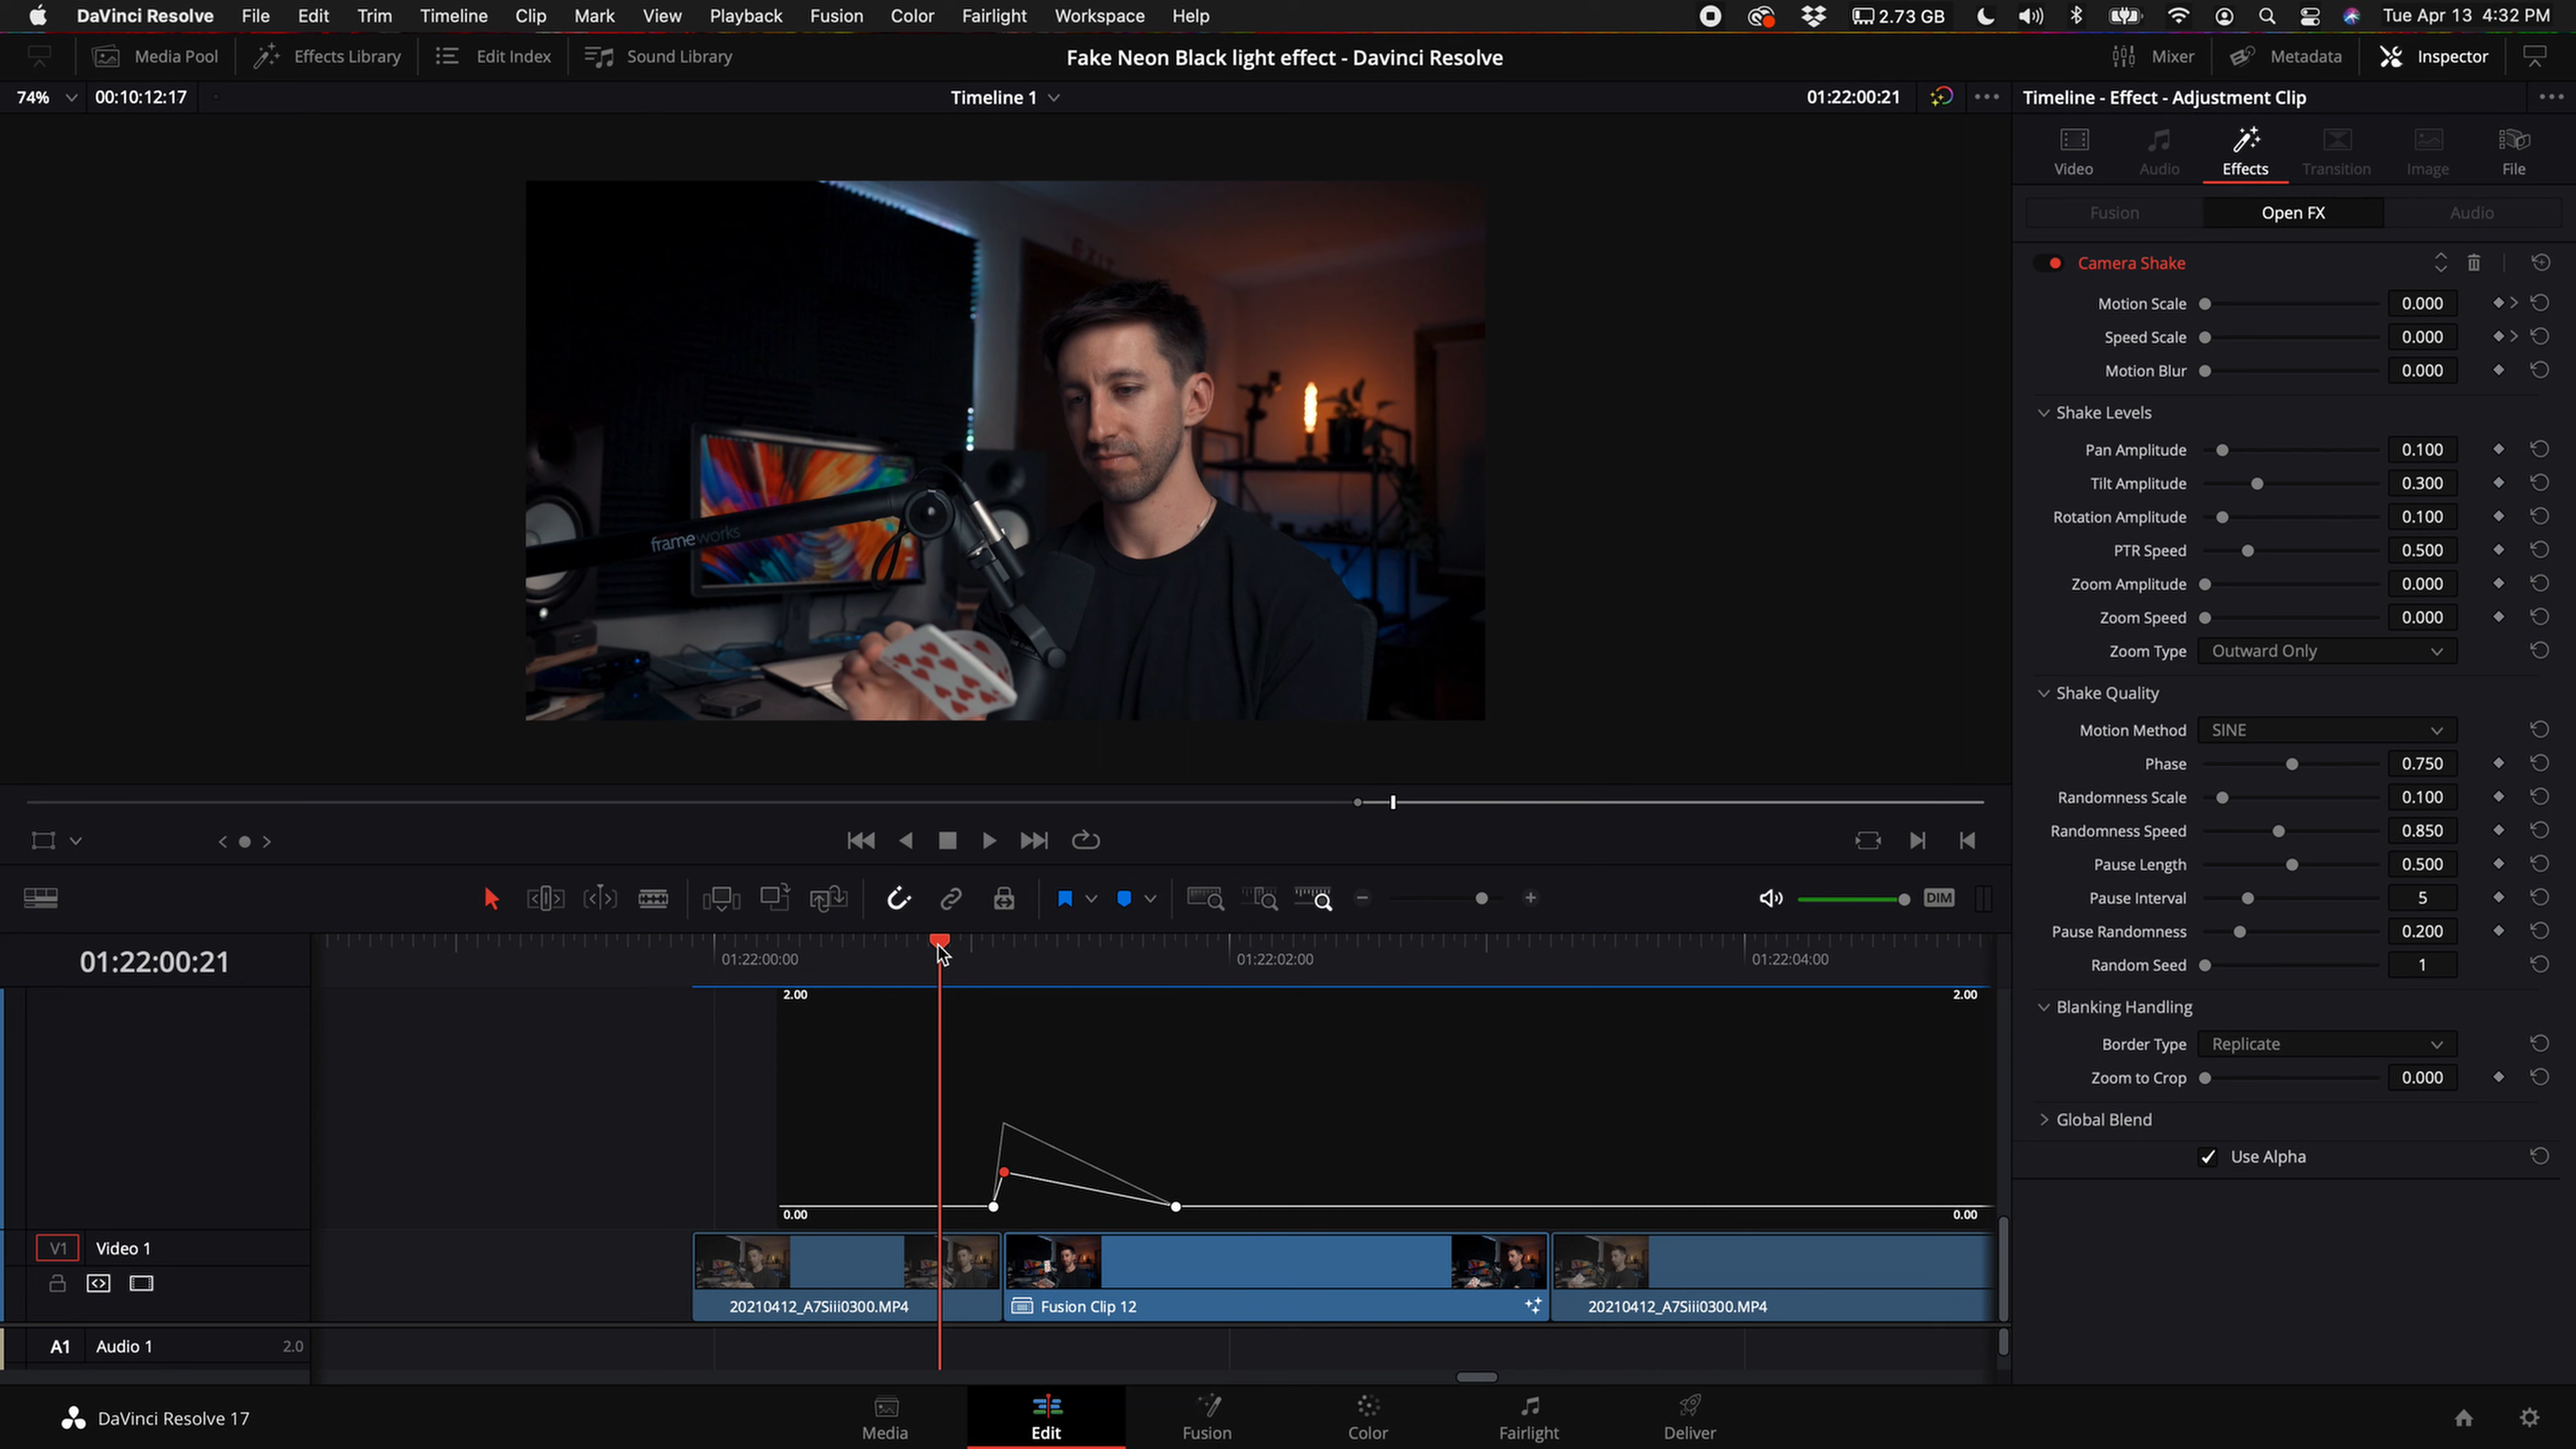 DaVinci Resolve File Edit Trim Timeline Clip Mark View Playback Fusion Color Fairlight Workspace Help 2.73 GB Tue Apr 13 4:32 PM
Media Pool Effects Library Edit Index Sound Library Fake Neon Black light effect - Davinci Resolve Mixer Metadata Inspector
74% 00:10:12:17 Timeline 1 01:22:00:21 Timeline - Effect - Adjustment Clip
Video Audio Effects Transition Image File
Fusion Open FX Audio
Camera Shake
Motion Scale 0.000
Speed Scale 0.000
Motion Blur 0.000
Shake Levels
Pan Amplitude 0.100
Tilt Amplitude 0.300
Rotation Amplitude 0.100
PTR Speed 0.500
Zoom Amplitude 0.000
Zoom Speed 0.000
Zoom Type Outward Only
Shake Quality
Motion Method SINE
Phase 0.750
Randomness Scale 0.100
Randomness Speed 0.850
Pause Length 0.500
Pause Interval 5
Pause Randomness 0.200
Random Seed 1
Blanking Handling
Border Type Replicate
Zoom to Crop 0.000
Global Blend
Use Alpha
frameworks
DIM
01:22:00:21 01:22:00:00 01:22:02:00 01:22:04:00
2.00 2.00
0.00 0.00
V1 Video 1
20210412_A7Siii0300.MP4 Fusion Clip 12 20210412_A7Siii0300.MP4
A1 Audio 1 2.0
DaVinci Resolve 17 Media Edit Fusion Color Fairlight Deliver